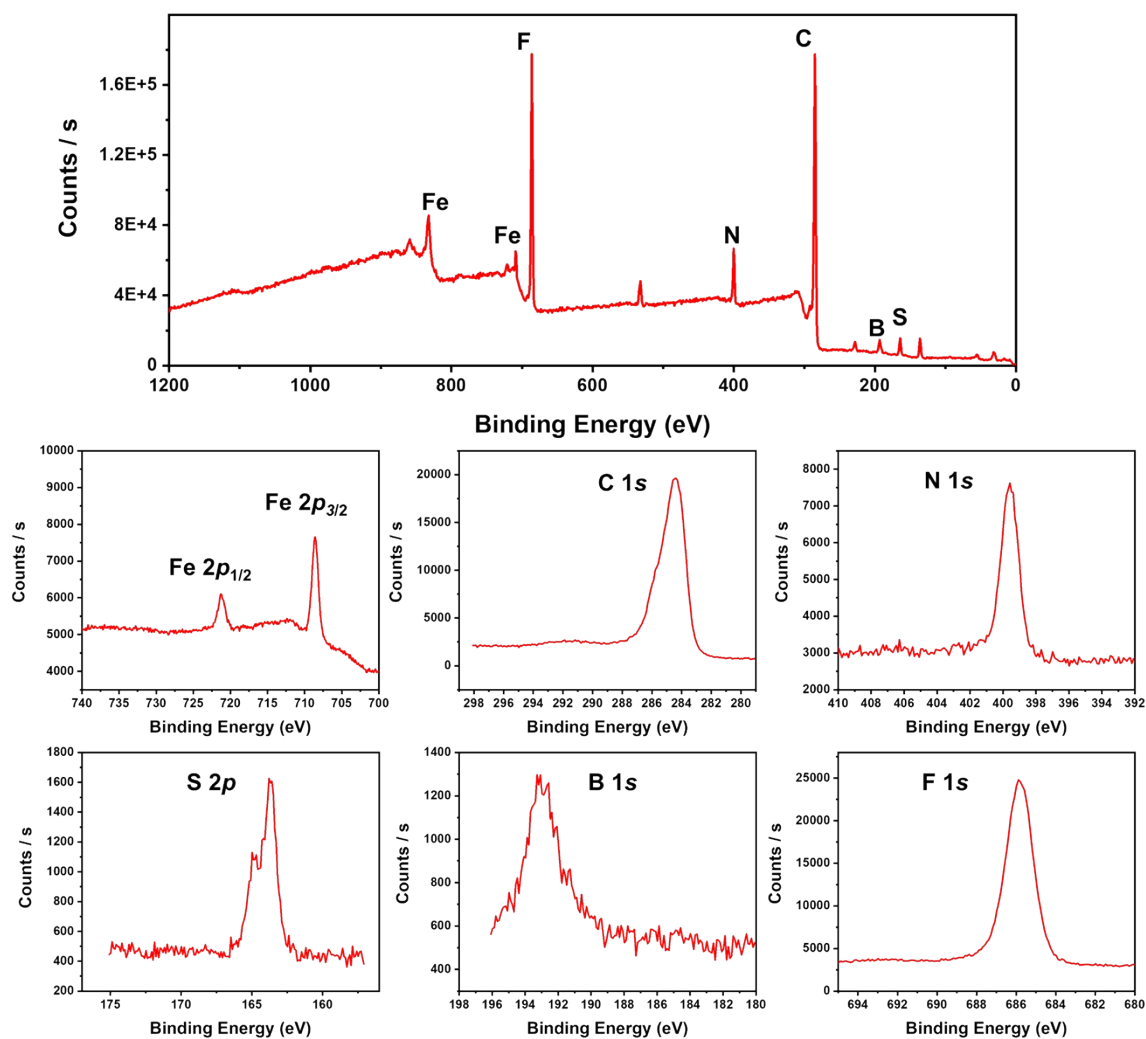 F
C
1.6E+5
1.2E+5
8E+4
4E+4
0
Counts / s
Fe
Fe
N
B
S
1200 1000 800 600 400 200 0
Binding Energy (eV)
10000
9000
8000
7000
6000
5000
4000
Counts / s
Fe 2p3/2
Fe 2p1/2
740 735 730 725 720 715 710 705 700
Binding Energy (eV)
20000
15000
10000
5000
0
Counts / s
C 1s
298 296 294 292 290 288 286 284 282 280
Binding Energy (eV)
8000
7000
6000
5000
4000
3000
2000
Counts / s
N 1s
410 408 406 404 402 400 398 396 394 392
Binding Energy (eV)
1800
1600
1400
1200
1000
800
600
400
200
Counts / s
S 2p
175 170 165 160
Binding Energy (eV)
1400
1200
1000
800
600
400
Counts / s
B 1s
198 196 194 192 190 188 186 184 182 180
Binding Energy (eV)
25000
20000
15000
10000
5000
0
Counts / s
F 1s
694 692 690 688 686 684 682 680
Binding Energy (eV)